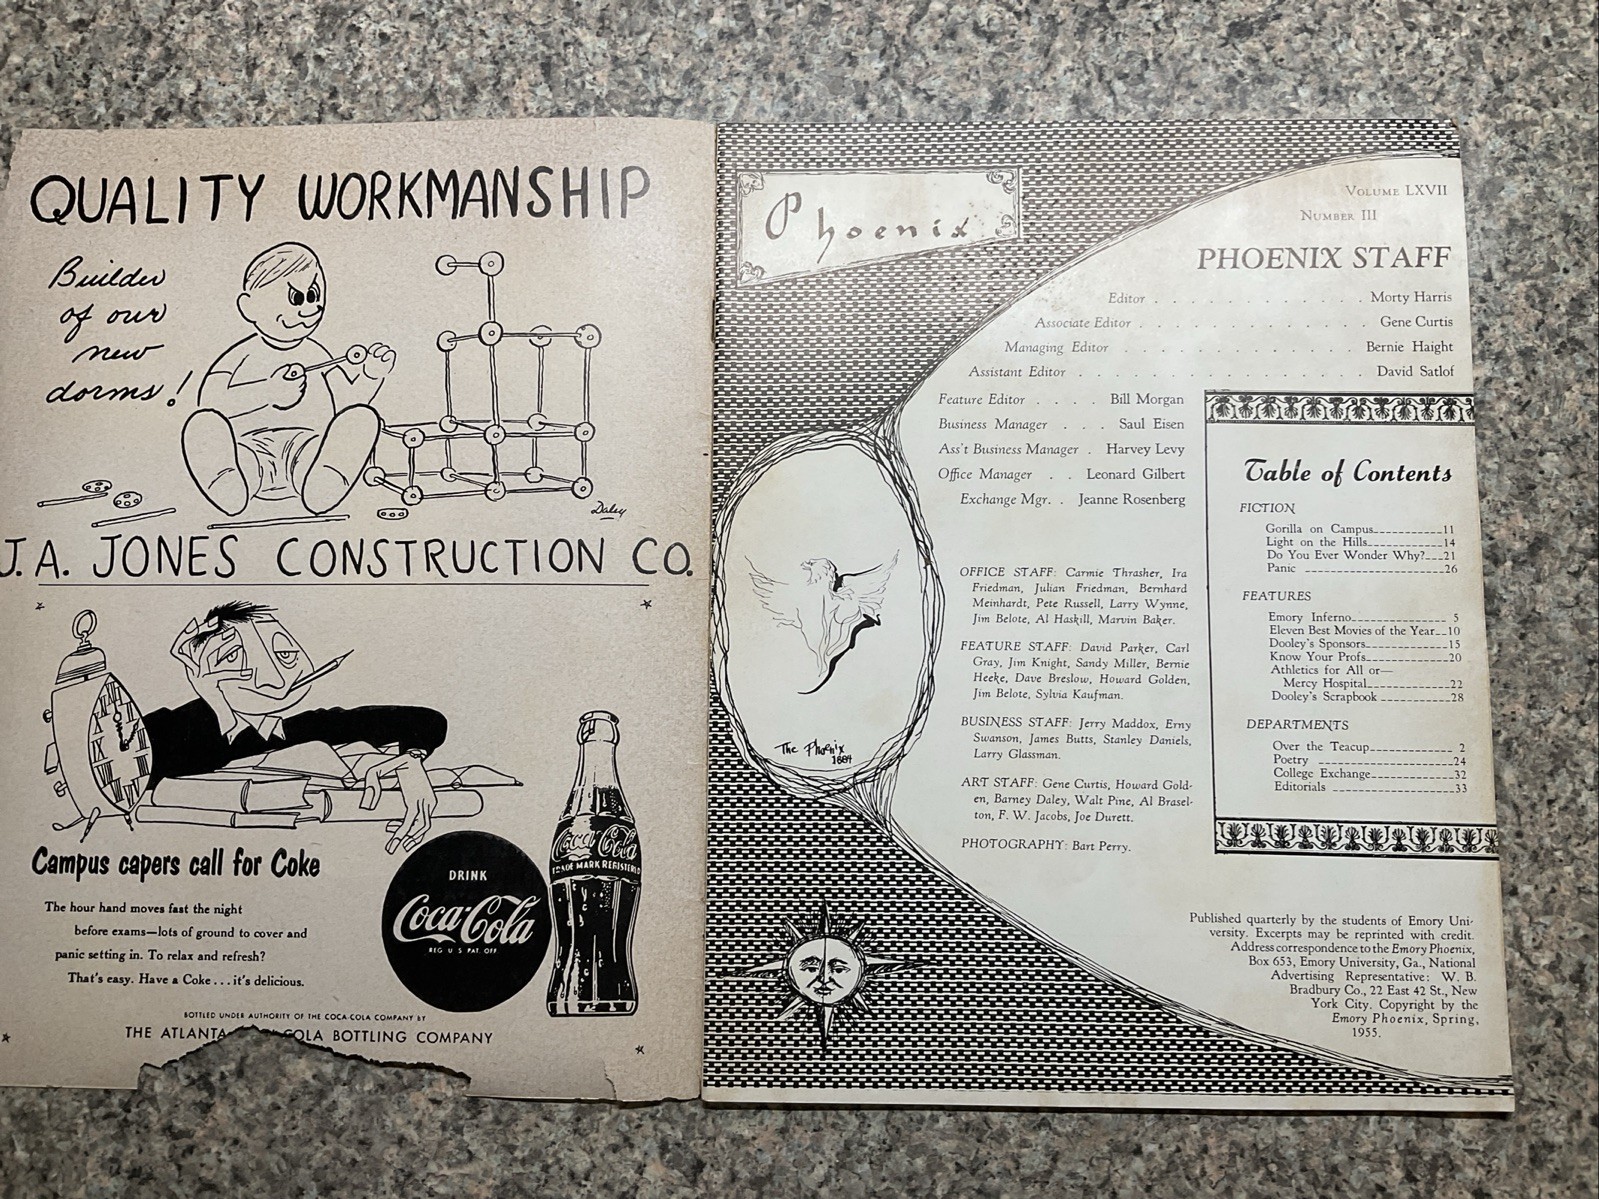 QUALITY WORKMANSHIP
Builder
of our
new
dorms!
Daley
J. A. JONES CONSTRUCTION CO.
Campus capers call for Coke
The hour hand moves fast the night
before exams—lots of ground to cover and
panic setting in. To relax and refresh?
That's easy. Have a Coke...it's delicious.
DRINK
Coca-Cola
REG. U. S. PAT. OFF.
Coca-Cola
TRADE MARK REGISTERED
BOTTLED UNDER AUTHORITY OF THE COCA-COLA COMPANY BY
THE ATLANTA COLA BOTTLING COMPANY
Phoenix
VOLUME LXVII
NUMBER III
PHOENIX STAFF
Editor . . . . . . . . . . . . Morty Harris
Associate Editor . . . . . . . . . . . . . Gene Curtis
Managing Editor . . . . . . . . . . . . . Bernie Haight
Assistant Editor . . . . . . . . . . . . . . . David Satlof
Feature Editor . . . . Bill Morgan
Business Manager . . . Saul Eisen
Ass't Business Manager . Harvey Levy
Office Manager . . Leonard Gilbert
Exchange Mgr. . Jeanne Rosenberg
OFFICE STAFF: Carmie Thrasher, Ira
Friedman, Julian Friedman, Bernhard
Meinhardt, Pete Russell, Larry Wynne,
Jim Belote, Al Haskill, Marvin Baker.
FEATURE STAFF: David Parker, Carl
Gray, Jim Knight, Sandy Miller, Bernie
Heeke, Dave Breslow, Howard Golden,
Jim Belote, Sylvia Kaufman.
BUSINESS STAFF: Jerry Maddox, Erny
Swanson, James Butts, Stanley Daniels,
Larry Glassman.
ART STAFF: Gene Curtis, Howard Gold-
en, Barney Daley, Walt Pine, Al Brasel-
ton, F. W. Jacobs, Joe Durett.
PHOTOGRAPHY: Bart Perry.
The Phoenix
1884
Table of Contents
FICTION
Gorilla on Campus 11
Light on the Hills 14
Do You Ever Wonder Why? 21
Panic 26
FEATURES
Emory Inferno 5
Eleven Best Movies of the Year 10
Dooley's Sponsors 15
Know Your Profs 20
Athletics for All or—
Mercy Hospital 22
Dooley's Scrapbook 28
DEPARTMENTS
Over the Teacup 2
Poetry 24
College Exchange 32
Editorials 33
Published quarterly by the students of Emory Uni-
versity. Excerpts may be reprinted with credit.
Address correspondence to the Emory Phoenix,
Box 653, Emory University, Ga., National
Advertising Representative: W. B.
Bradbury Co., 22 East 42 St., New
York City. Copyright by the
Emory Phoenix, Spring,
1955.